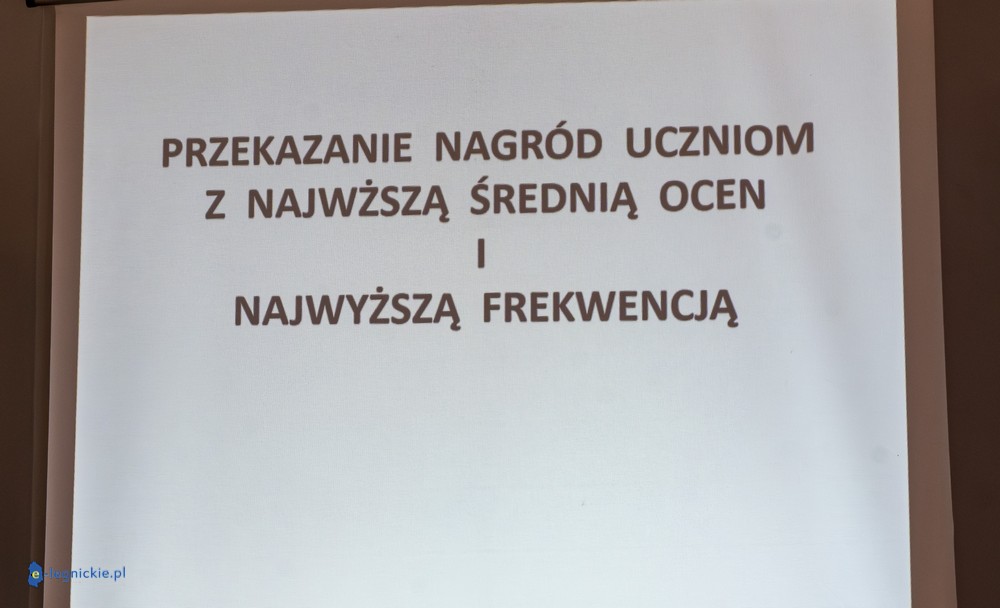 PRZEKAZANIE NAGRÓD UCZNIOM
Z NAJWŻSZĄ ŚREDNIĄ OCEN
I
NAJWYŻSZĄ FREKWENCJĄ
e-legnickie.pl